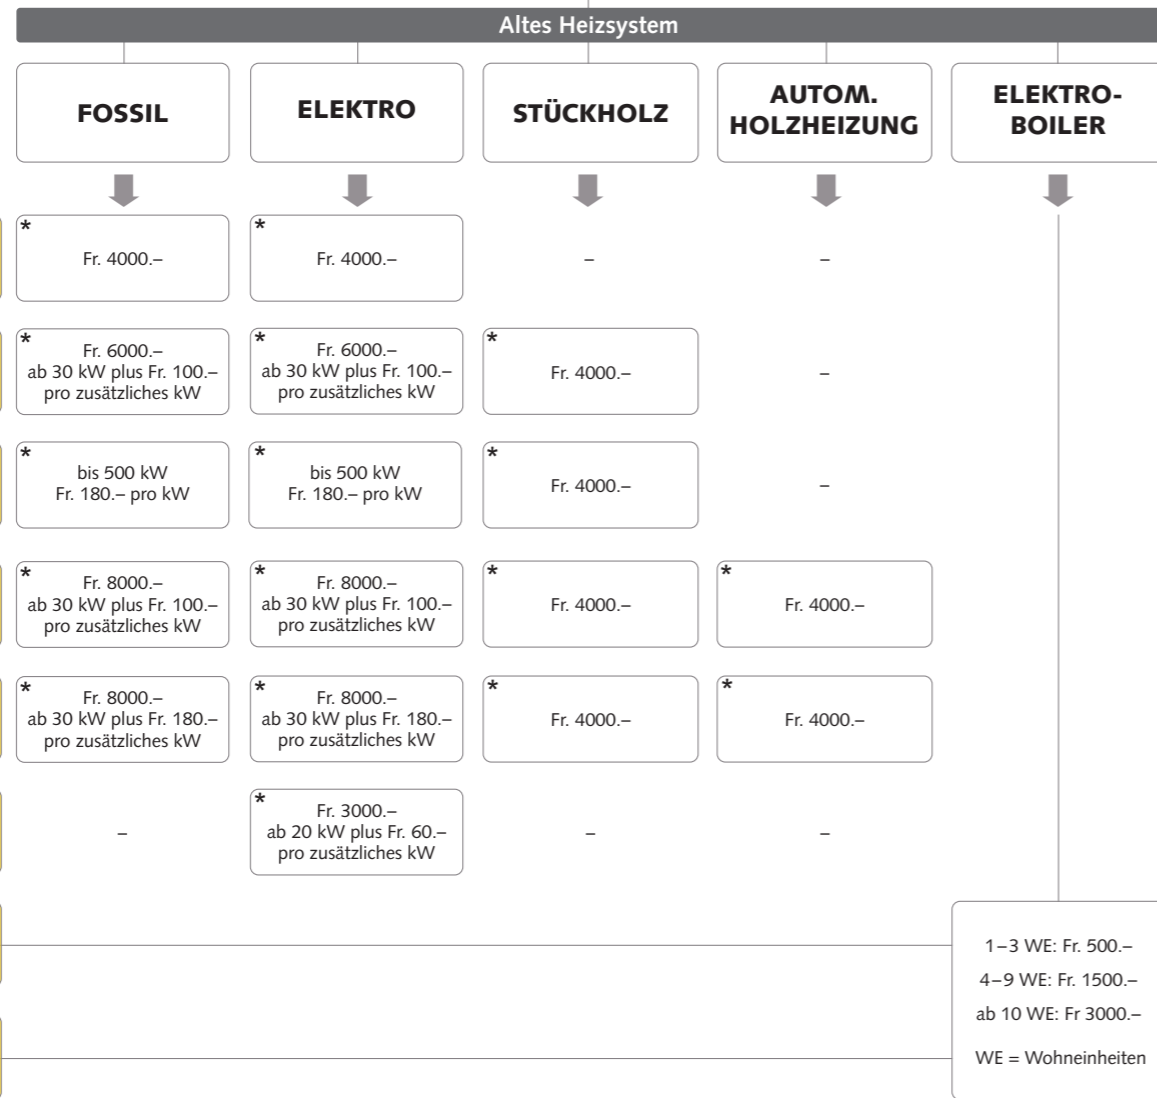 Altes Heizsystem
FOSSIL
ELEKTRO
STÜCKHOLZ
AUTOM.
HOLZHEIZUNG
ELEKTRO-
BOILER
*
Fr. 4000.–
*
Fr. 4000.–
–
–
*
Fr. 6000.–
ab 30 kW plus Fr. 100.–
pro zusätzliches kW
*
Fr. 6000.–
ab 30 kW plus Fr. 100.–
pro zusätzliches kW
*
Fr. 4000.–
–
*
bis 500 kW
Fr. 180.– pro kW
*
bis 500 kW
Fr. 180.– pro kW
*
Fr. 4000.–
–
*
Fr. 8000.–
ab 30 kW plus Fr. 100.–
pro zusätzliches kW
*
Fr. 8000.–
ab 30 kW plus Fr. 100.–
pro zusätzliches kW
*
Fr. 4000.–
*
Fr. 4000.–
*
Fr. 8000.–
ab 30 kW plus Fr. 180.–
pro zusätzliches kW
*
Fr. 8000.–
ab 30 kW plus Fr. 180.–
pro zusätzliches kW
*
Fr. 4000.–
*
Fr. 4000.–
–
*
Fr. 3000.–
ab 20 kW plus Fr. 60.–
pro zusätzliches kW
–
–
1–3 WE: Fr. 500.–
4–9 WE: Fr. 1500.–
ab 10 WE: Fr 3000.–
WE = Wohneinheiten